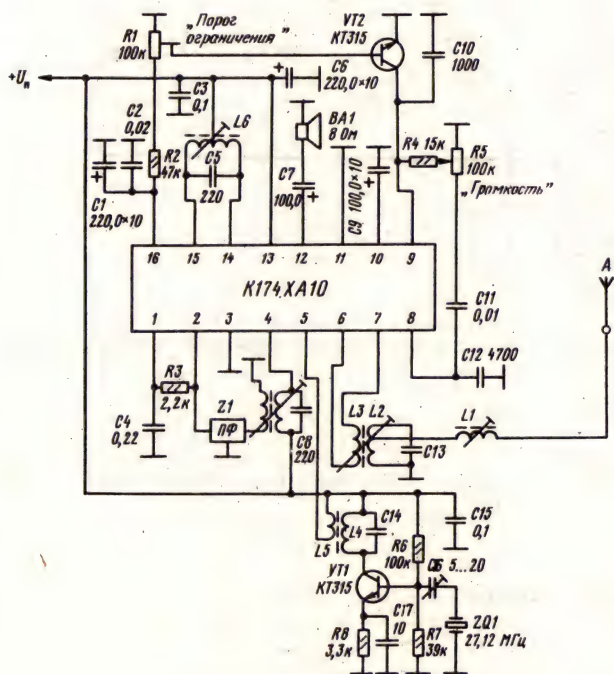 R1
100к
„Порог
ограничения"
VT2
КТ315
C10
1000
+Uп
C3
0,1
C6
220,0×10
C2
0,02
R2
47к
L6
C5
220
BA1
8 Ом
C7
100,0
C9 100,0×10
R4 15к
R5
100к
„Громкость"
C1
220,0×10
16
15
14
13
12
11
10
9
К174ХА10
1
2
3
4
5
6
7
8
A
C11
0,01
C12 4700
R3
2,2к
C4
0,22
Z1
ПФ
C8
220
L3
L2
L1
C13
L5
L4
C14
C15
0,1
R6
100к
C6 5...20
VT1
КТ315
C17
10
R8
3,3к
R7
39к
ZQ1
27,12 МГц